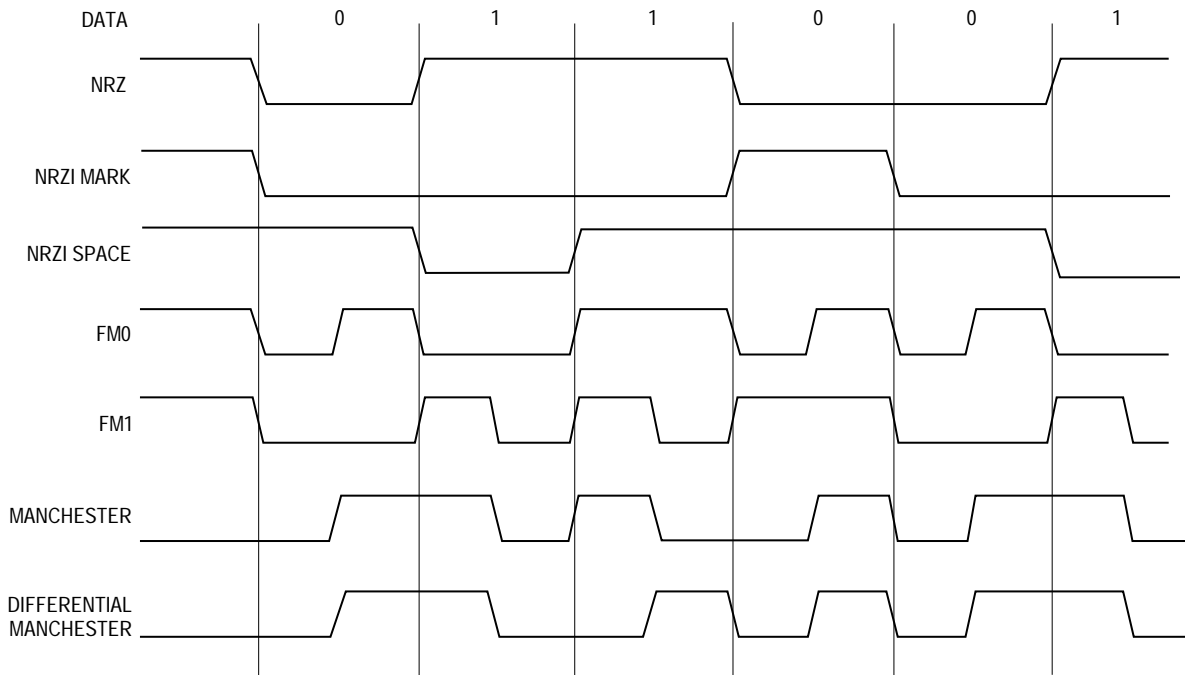 DATA 0 1 1 0 0 1
NRZ
NRZI MARK
NRZI SPACE
FM0
FM1
MANCHESTER
DIFFERENTIAL
MANCHESTER